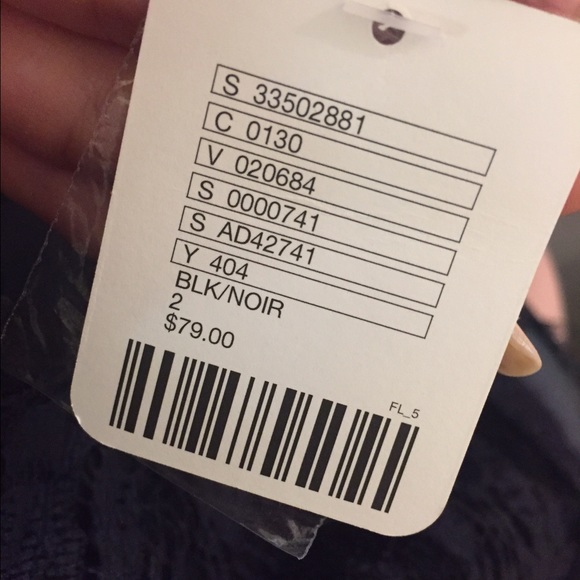 S 33502881
C 0130
V 020684
S 0000741
S AD42741
Y 404
BLK/NOIR
2
$79.00
FL_5